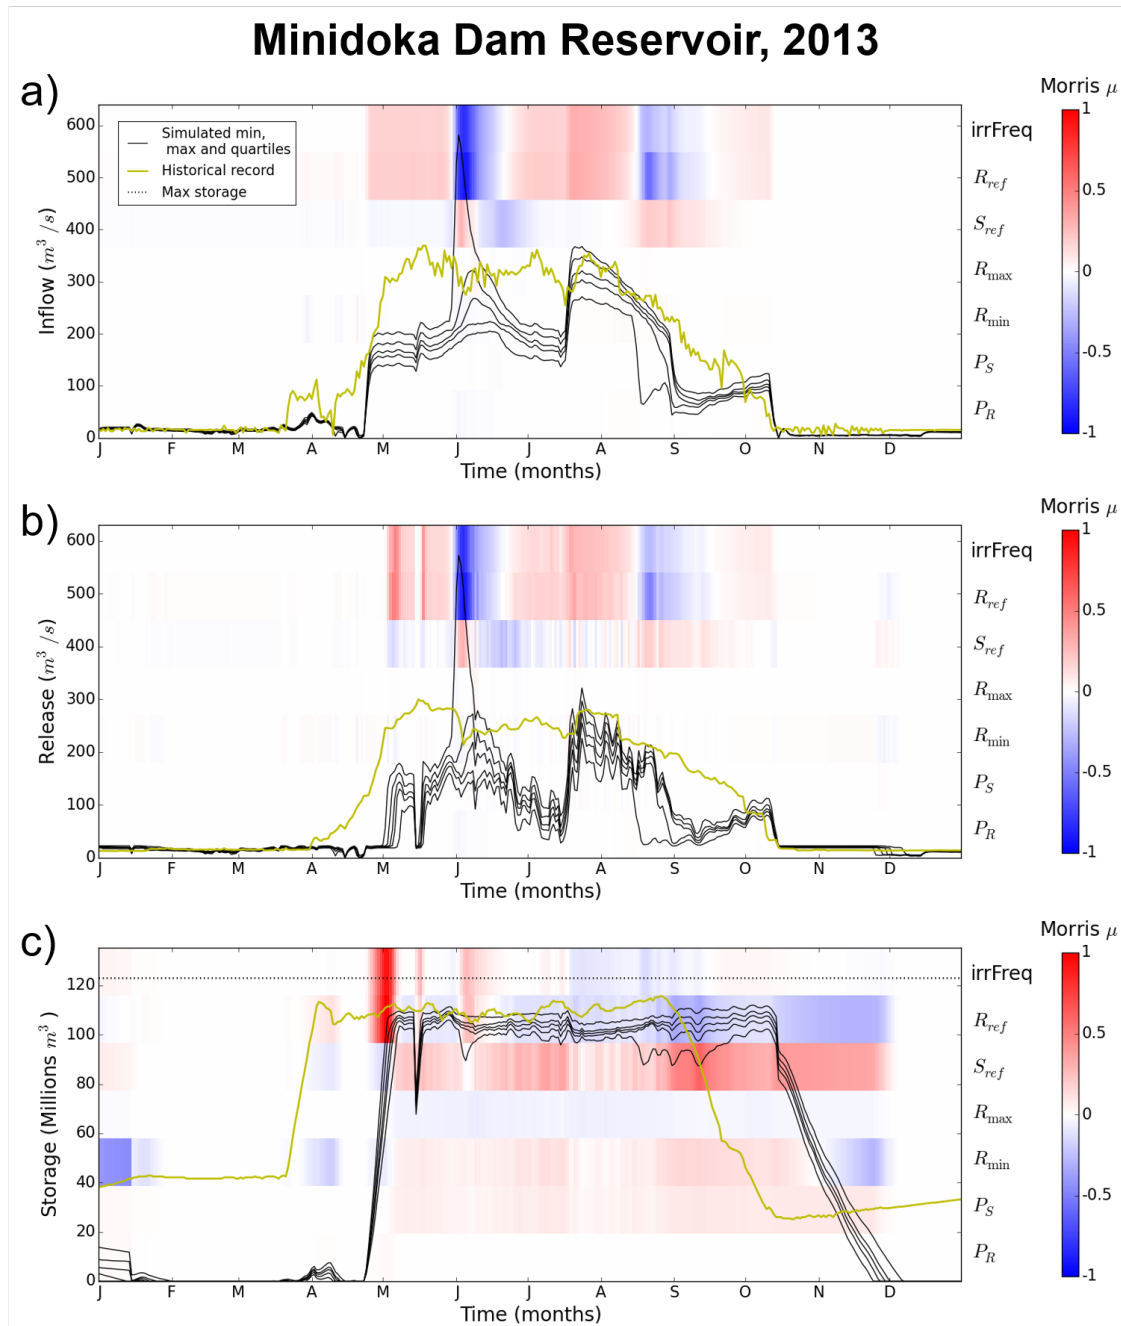 Minidoka Dam Reservoir, 2013
a)
Morris μ
Simulated min,
max and quartiles
Historical record
Max storage
Inflow (m³/s)
600
500
400
300
200
100
0
J F M A M J J A S O N D
Time (months)
irrFreq
R_ref
S_ref
R_max
R_min
P_S
P_R
1
0.5
0
-0.5
-1
b)
Morris μ
Release (m³/s)
600
500
400
300
200
100
0
J F M A M J J A S O N D
Time (months)
irrFreq
R_ref
S_ref
R_max
R_min
P_S
P_R
1
0.5
0
-0.5
-1
c)
Morris μ
Storage (Millions m³)
120
100
80
60
40
20
0
J F M A M J J A S O N D
Time (months)
irrFreq
R_ref
S_ref
R_max
R_min
P_S
P_R
1
0.5
0
-0.5
-1